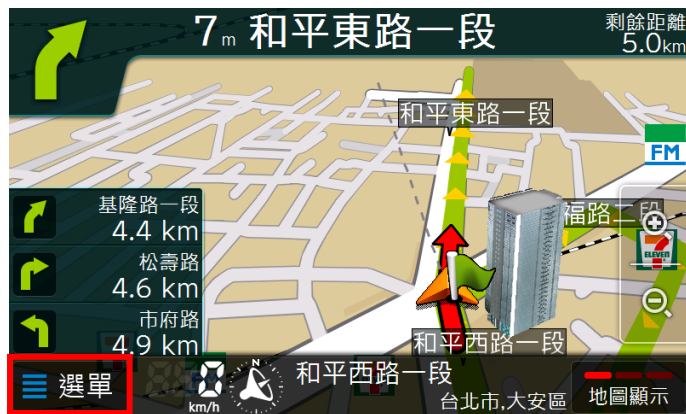 7m 和平東路一段
剩餘距離
5.0km
和平東路一段
FM
基隆路一段
4.4 km
福路二段
松壽路
4.6 km
ELEVEN
市府路
4.9 km
和平西路一段
選單
0
km/h
N
和平西路一段
台北市,大安區
地圖顯示